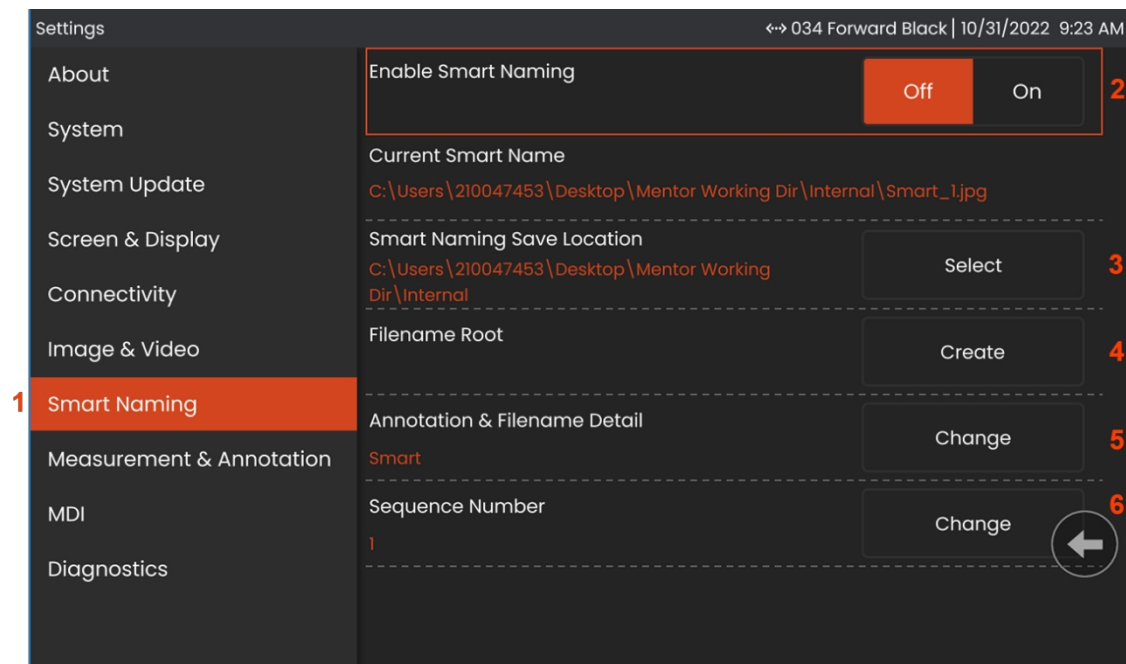 Settings
034 Forward Black | 10/31/2022 9:23 AM
About
System
System Update
Screen & Display
Connectivity
Image & Video
1 Smart Naming
Measurement & Annotation
MDI
Diagnostics
Enable Smart Naming
Off On 2
Current Smart Name
C:\Users\210047453\Desktop\Mentor Working Dir\Internal\Smart_1.jpg
Smart Naming Save Location
C:\Users\210047453\Desktop\Mentor Working
Dir\Internal
Select 3
Filename Root
Create 4
Annotation & Filename Detail
Smart
Change 5
Sequence Number
1
Change 6